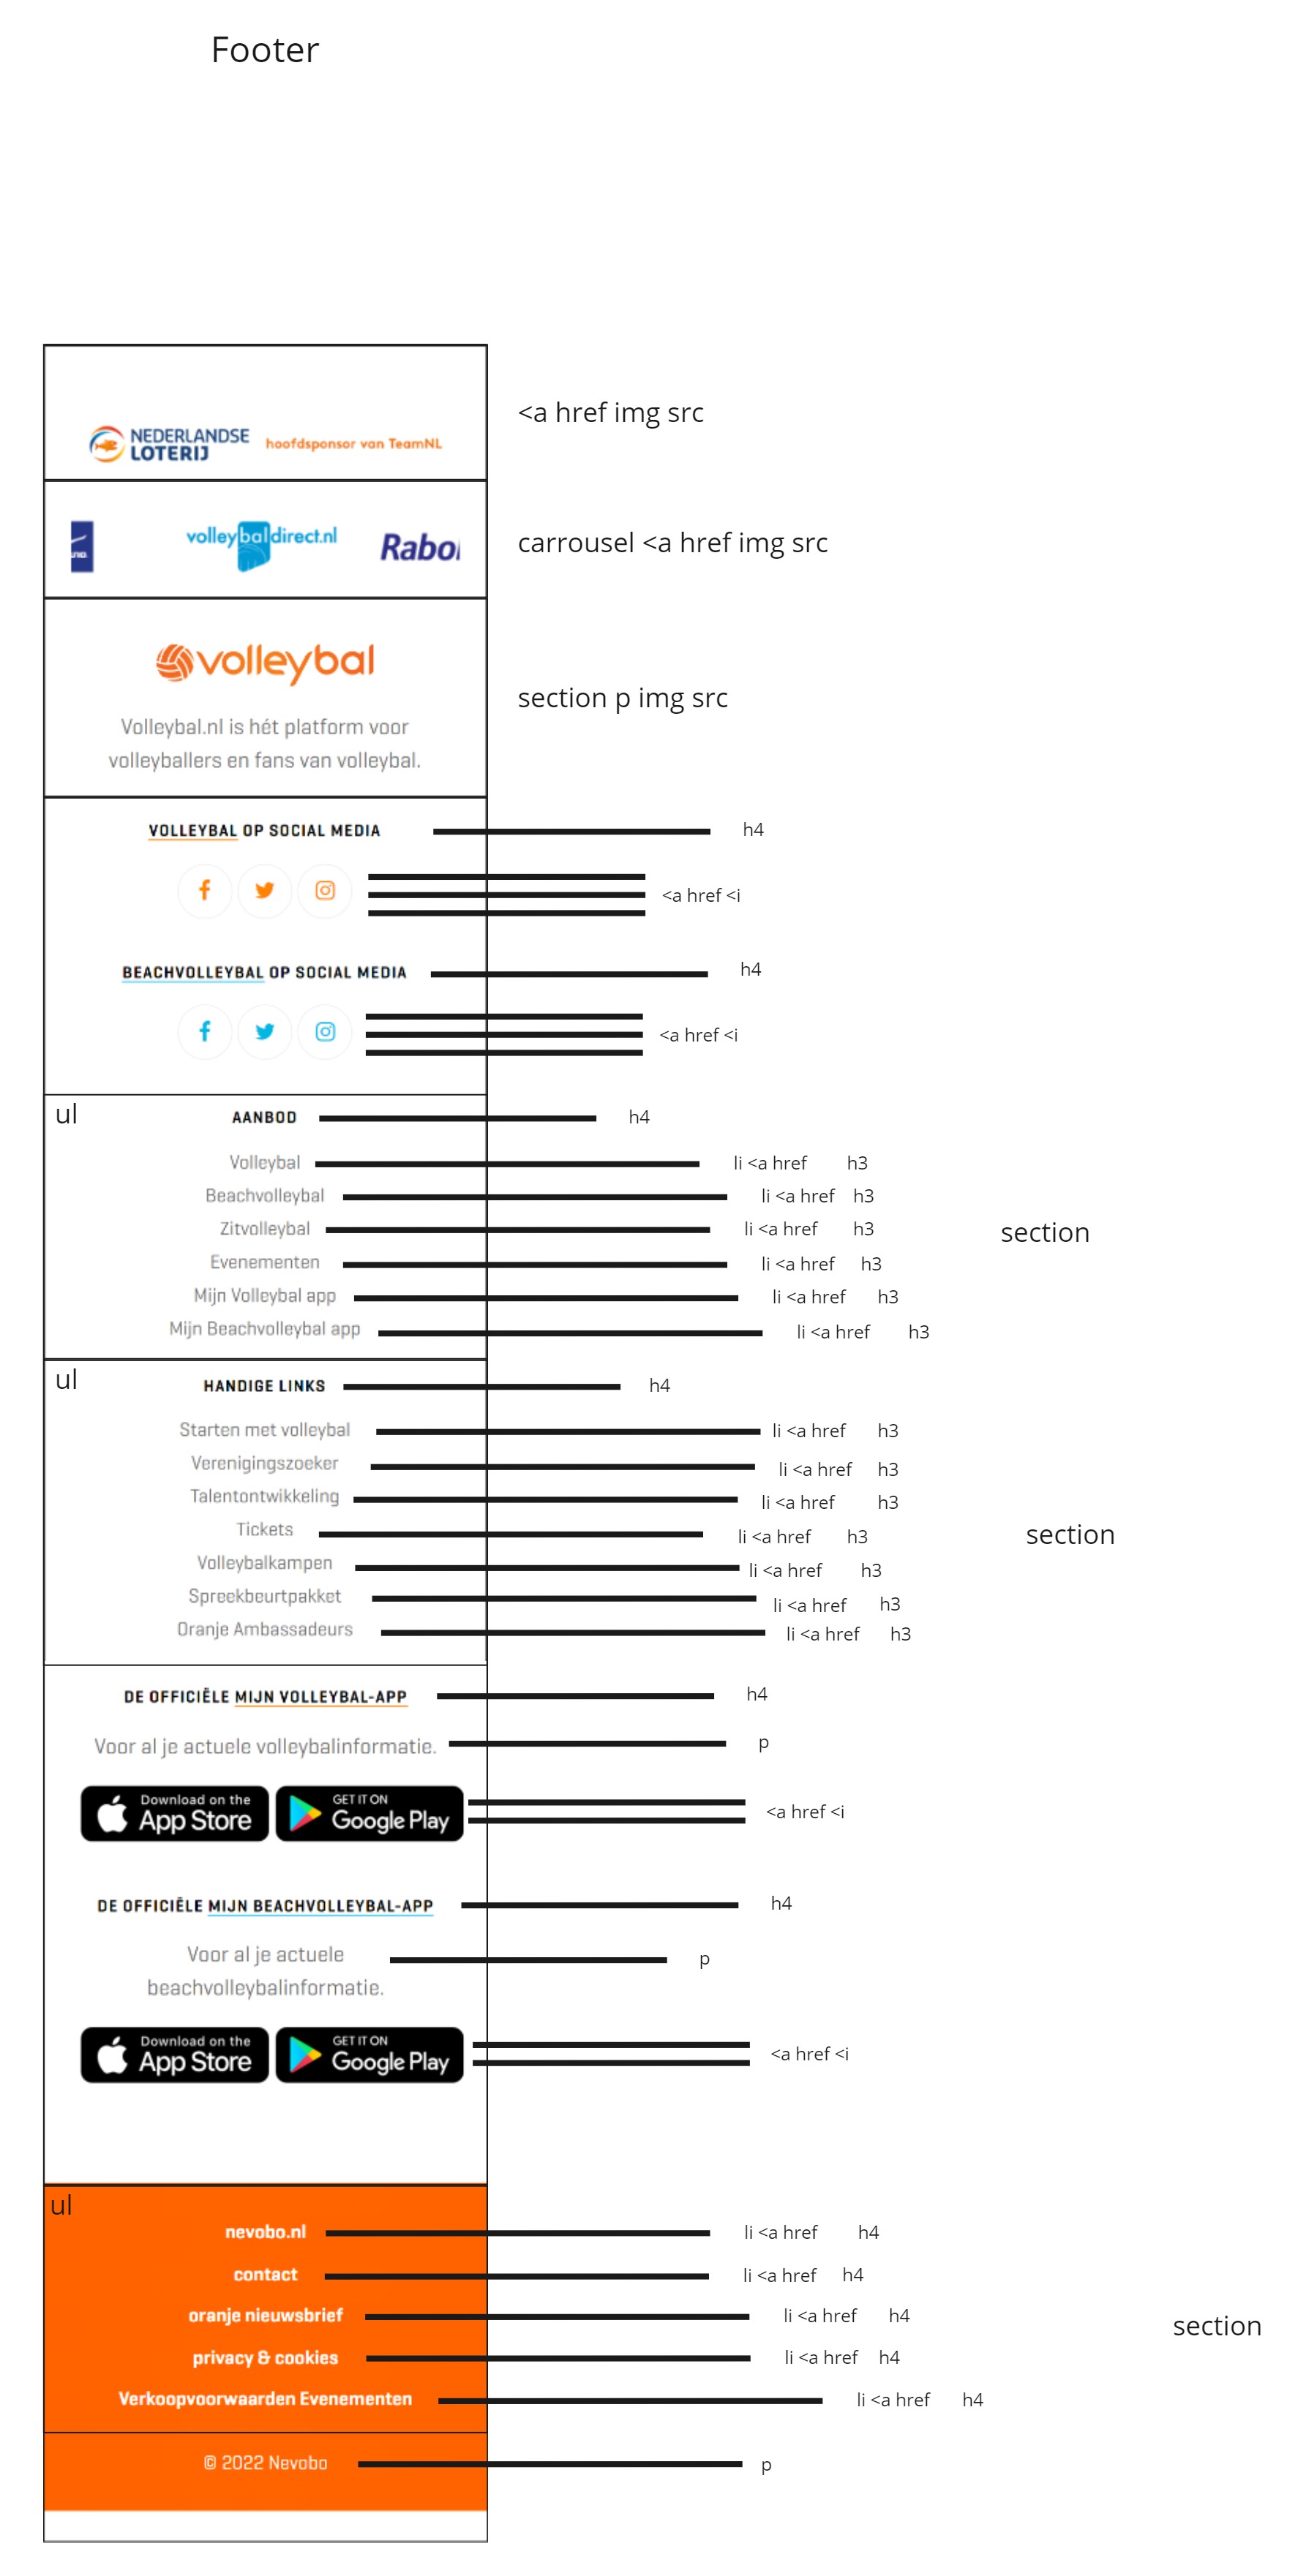 Footer
NEDERLANDSE
LOTERIJ
hoofdsponsor van TeamNL
<a href img src
volleybaldirect.nl
Rabo
carrousel <a href img src
volleybal
Volleybal.nl is hét platform voor
volleyballers en fans van volleybal.
section p img src
VOLLEYBAL OP SOCIAL MEDIA
h4
<a href <i
BEACHVOLLEYBAL OP SOCIAL MEDIA
h4
<a href <i
ul
AANBOD
h4
Volleybal
li <a href h3
Beachvolleybal
li <a href h3
Zitvolleybal
li <a href h3
section
Evenementen
li <a href h3
Mijn Volleybal app
li <a href h3
Mijn Beachvolleybal app
li <a href h3
ul
HANDIGE LINKS
h4
Starten met volleybal
li <a href h3
Verenigingszoeker
li <a href h3
Talentontwikkeling
li <a href h3
Tickets
li <a href h3
section
Volleybalkampen
li <a href h3
Spreekbeurtpakket
li <a href h3
Oranje Ambassadeurs
li <a href h3
DE OFFICIËLE MIJN VOLLEYBAL-APP
h4
Voor al je actuele volleybalinformatie.
p
Download on the
App Store
GET IT ON
Google Play
<a href <i
DE OFFICIËLE MIJN BEACHVOLLEYBAL-APP
h4
Voor al je actuele
beachvolleybalinformatie.
p
Download on the
App Store
GET IT ON
Google Play
<a href <i
ul
nevobo.nl
li <a href h4
contact
li <a href h4
oranje nieuwsbrief
li <a href h4
section
privacy & cookies
li <a href h4
Verkoopvoorwaarden Evenementen
li <a href h4
© 2022 Nevobo
p